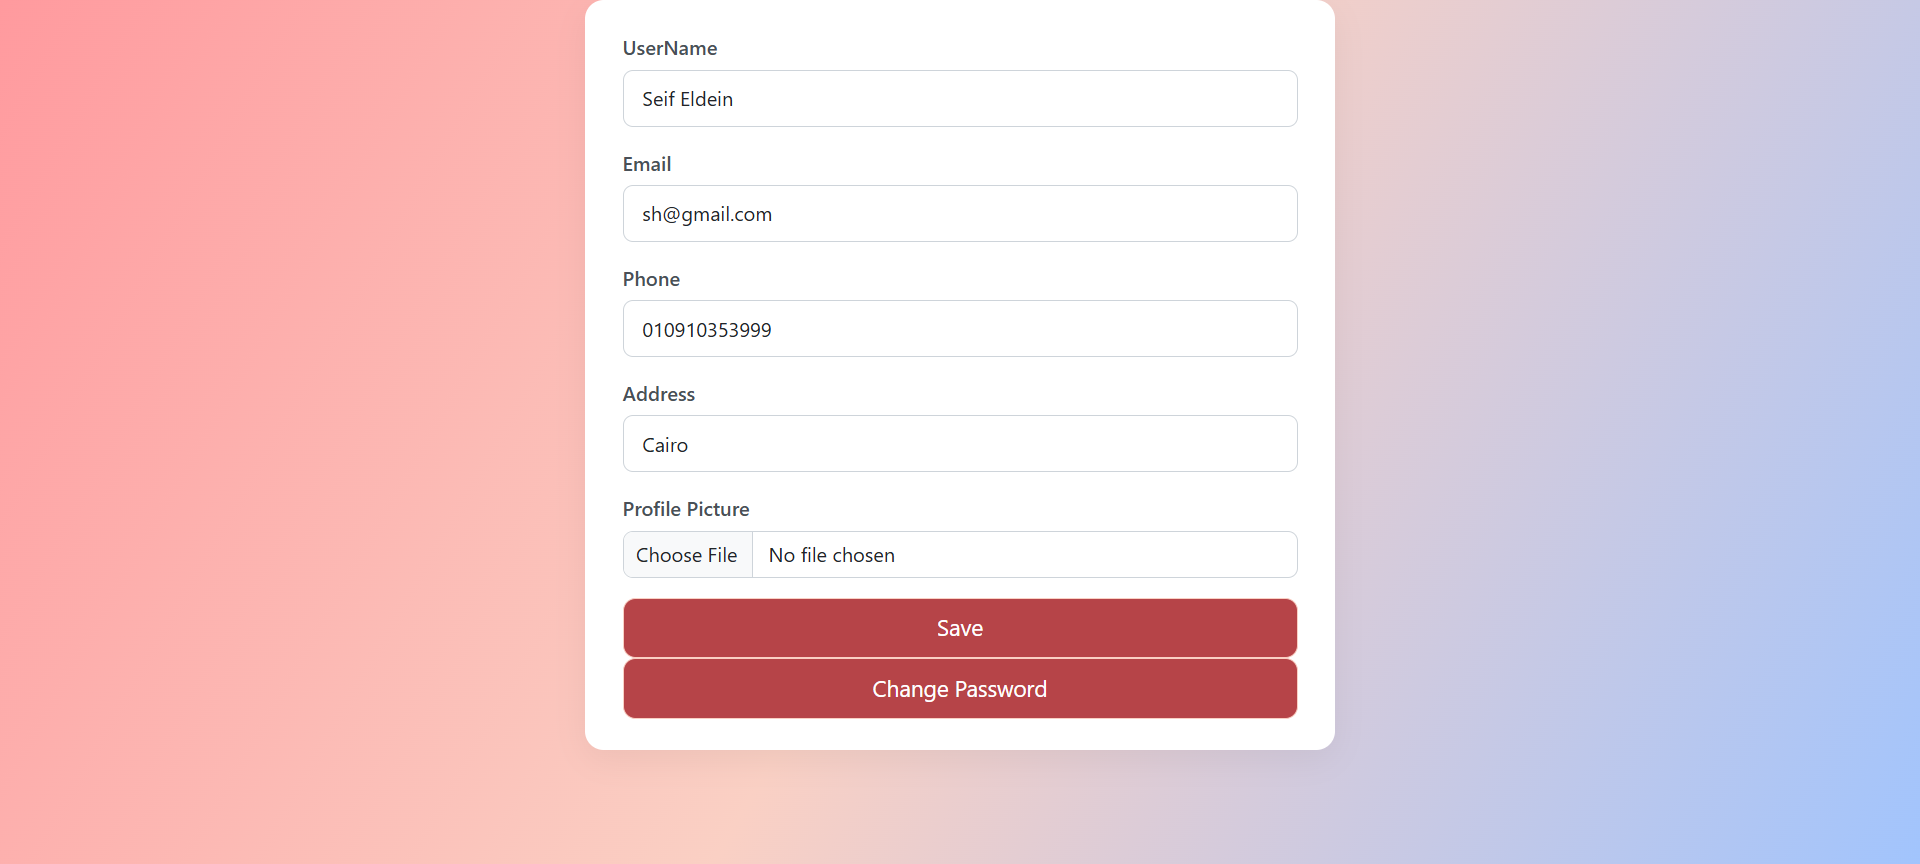 UserName
Seif Eldein
Email
sh@gmail.com
Phone
010910353999
Address
Cairo
Profile Picture
Choose File No file chosen
Save
Change Password